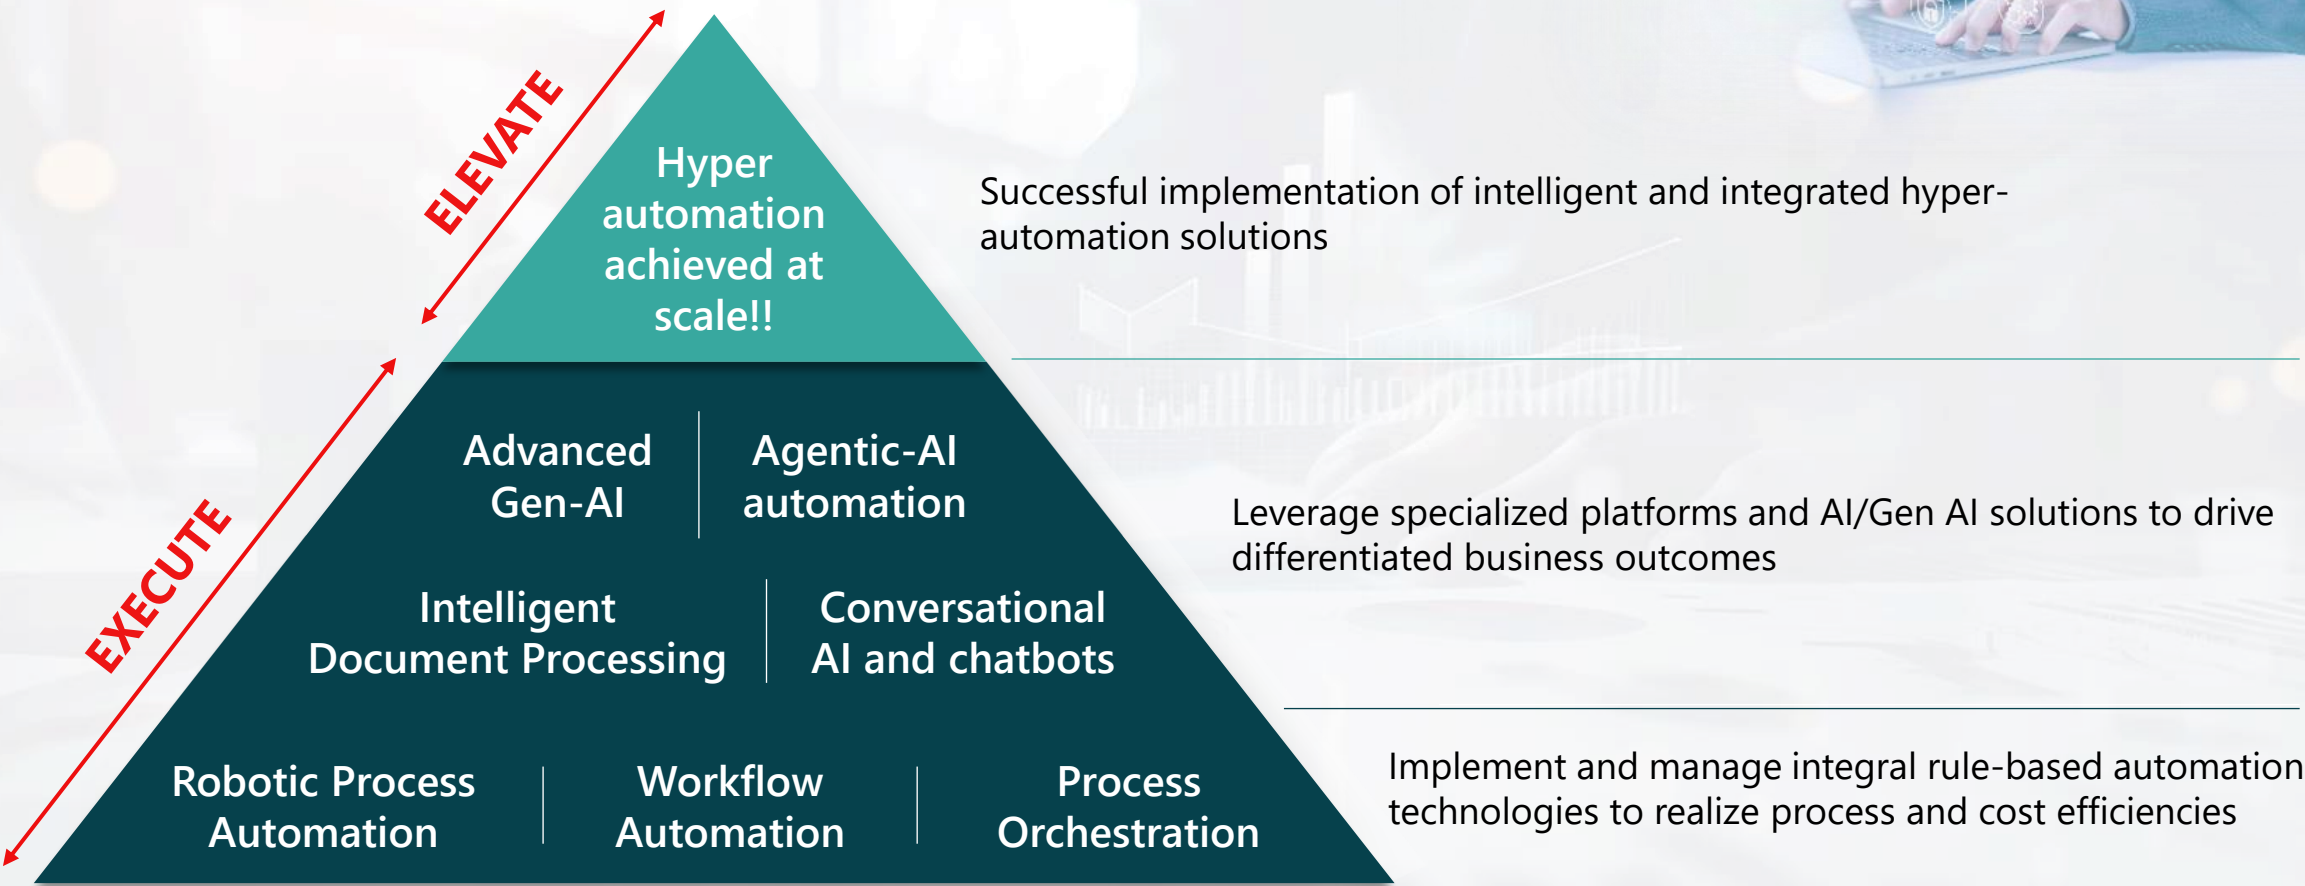 ELEVATE
Hyper
automation
achieved at
scale!!
Successful implementation of intelligent and integrated hyper-
automation solutions
EXECUTE
Advanced
Gen-AI
Agentic-AI
automation
Leverage specialized platforms and AI/Gen AI solutions to drive
differentiated business outcomes
Intelligent
Document Processing
Conversational
AI and chatbots
Robotic Process
Automation
Workflow
Automation
Process
Orchestration
Implement and manage integral rule-based automation
technologies to realize process and cost efficiencies